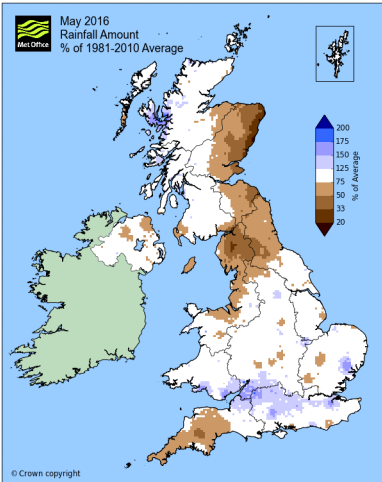 May 2016
Rainfall Amount
% of 1981-2010 Average
Met Office
200
175
150
125
75
50
33
20
% of Average
© Crown copyright